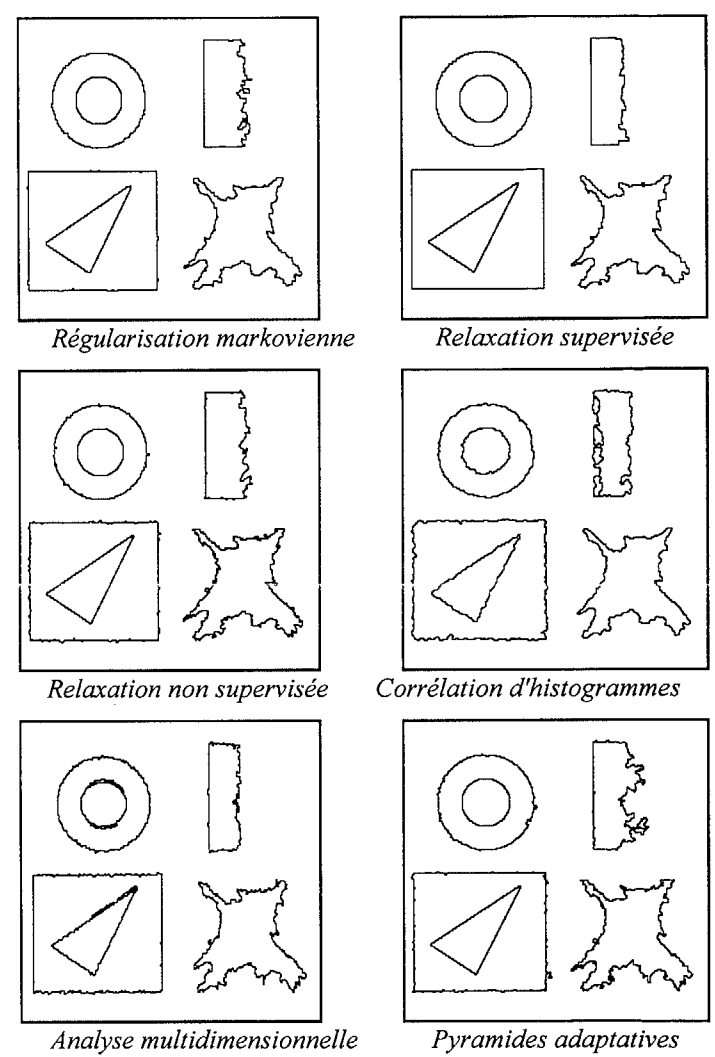 Régularisation markovienne
Relaxation supervisée
Relaxation non supervisée
Corrélation d'histogrammes
Analyse multidimensionnelle
Pyramides adaptatives